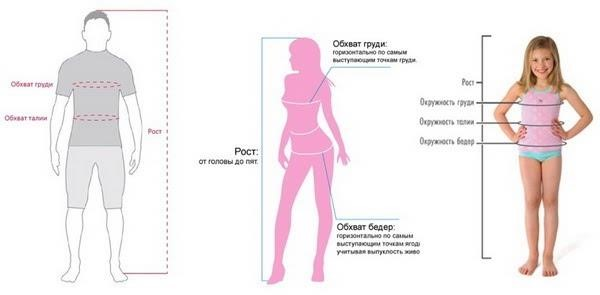 Обхват груди
Обхват талии
Рост
Обхват груди:
горизонтально по самым
выступающим точкам груди.
Рост:
от головы до пят.
Обхват бедер:
горизонтально по самым
выступающим точкам ягоді
учитывая выпуклость живо
Рост
Окружность груди
Окружность талии
Окружность бедер